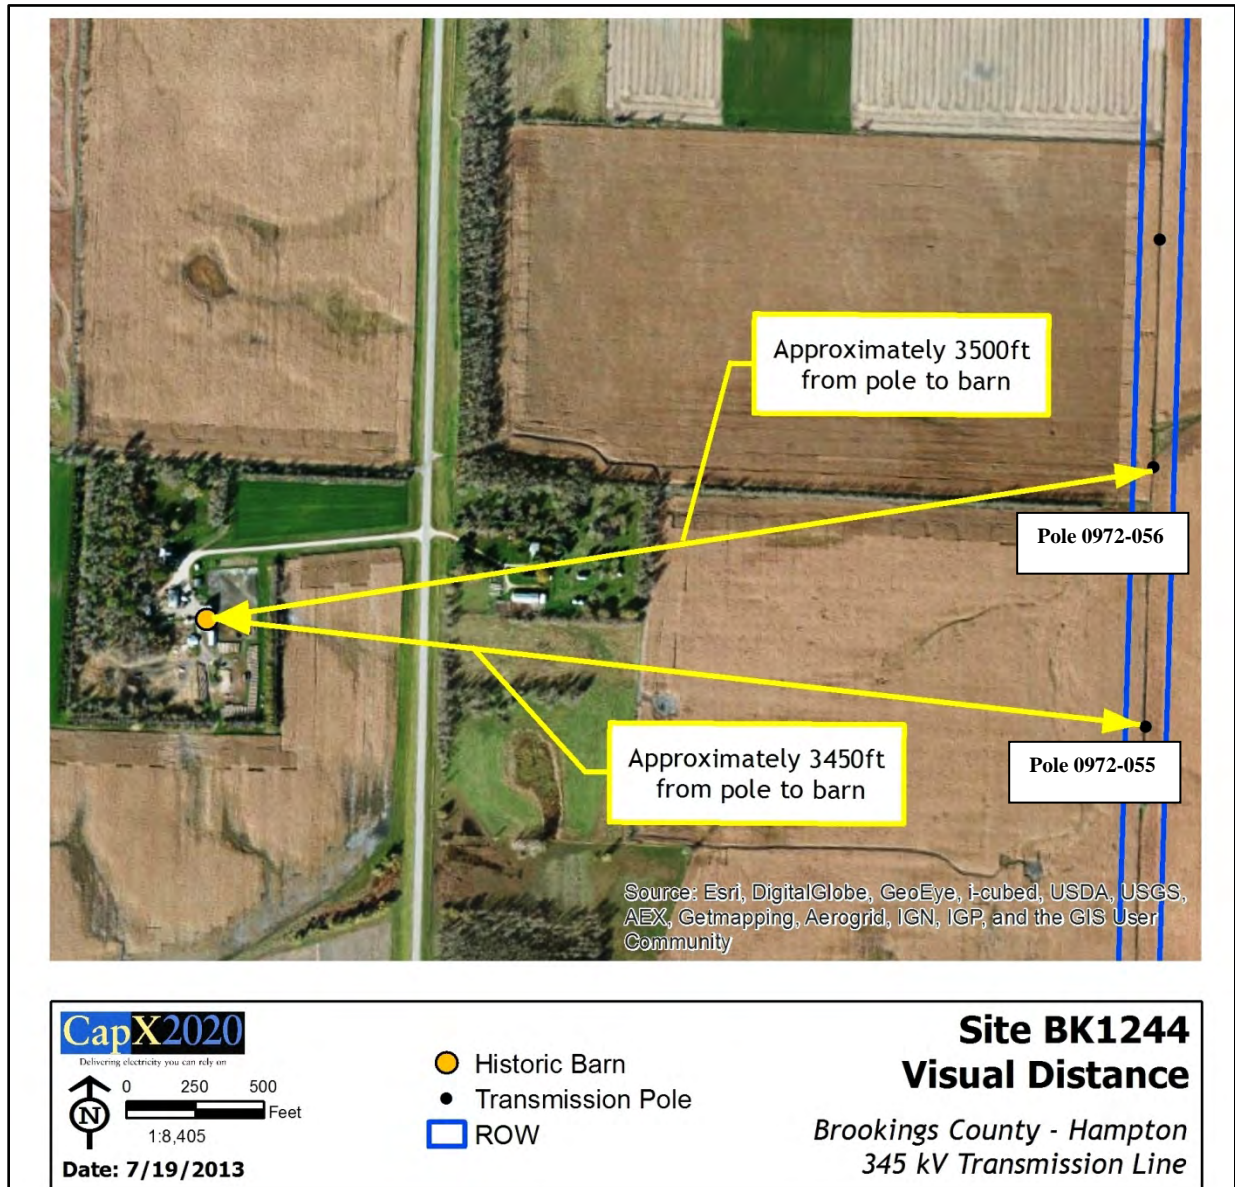 Approximately 3500ft
from pole to barn
Pole 0972-056
Approximately 3450ft
from pole to barn
Pole 0972-055
Source: Esri, DigitalGlobe, GeoEye, i-cubed, USDA, USGS,
AEX, Getmapping, Aerogrid, IGN, IGP, and the GIS User
Community
CapX2020
Delivering electricity you can rely on
N
0 250 500
Feet
1:8,405
Date: 7/19/2013
Historic Barn
Transmission Pole
ROW
Site BK1244
Visual Distance
Brookings County - Hampton
345 kV Transmission Line